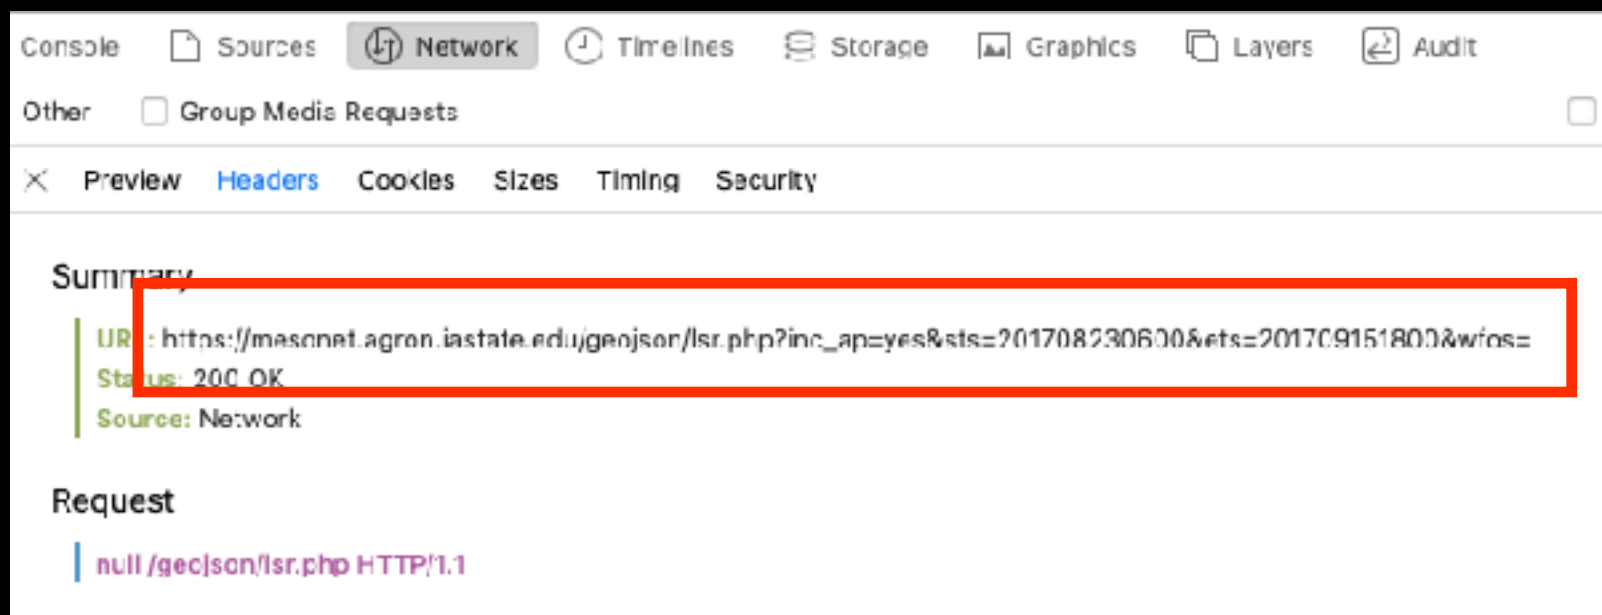 Console Sources Network Timelines Storage Graphics Layers Audit
Other Group Media Requests
Preview Headers Cookies Sizes Timing Security
Summary
URL: https://mesonet.agron.iastate.edu/geojson/lsr.php?inc_ap=yes&sts=201708230600&ets=201709151800&wfos=
Status: 200 OK
Source: Network
Request
null /geojson/lsr.php HTTP/1.1